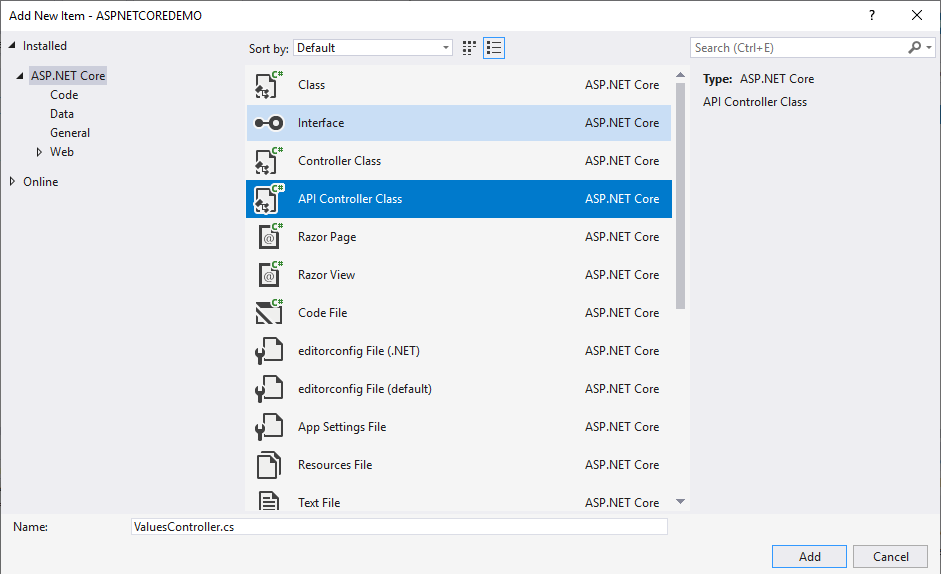 Add New Item - ASPNETCOREDEMO ?
Installed
Sort by: Default
Search (Ctrl+E)
ASP.NET Core
Code
Data
General
Web
Online
C# Class ASP.NET Core
Interface ASP.NET Core
C# Controller Class ASP.NET Core
C# API Controller Class ASP.NET Core
C# @ Razor Page ASP.NET Core
C# @ Razor View ASP.NET Core
C# Code File ASP.NET Core
editorconfig File (.NET) ASP.NET Core
editorconfig File (default) ASP.NET Core
App Settings File ASP.NET Core
Resources File ASP.NET Core
Text File ASP.NET Core
Type: ASP.NET Core
API Controller Class
Name: ValuesController.cs
Add Cancel